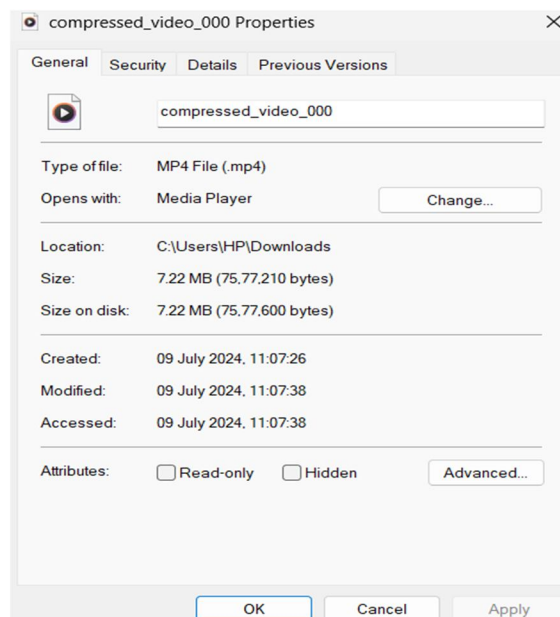 compressed_video_000 Properties
General Security Details Previous Versions
compressed_video_000
Type of file: MP4 File (.mp4)
Opens with: Media Player Change...
Location: C:\Users\HP\Downloads
Size: 7.22 MB (75,77,210 bytes)
Size on disk: 7.22 MB (75,77,600 bytes)
Created: 09 July 2024, 11:07:26
Modified: 09 July 2024, 11:07:38
Accessed: 09 July 2024, 11:07:38
Attributes: Read-only Hidden Advanced...
OK Cancel Apply